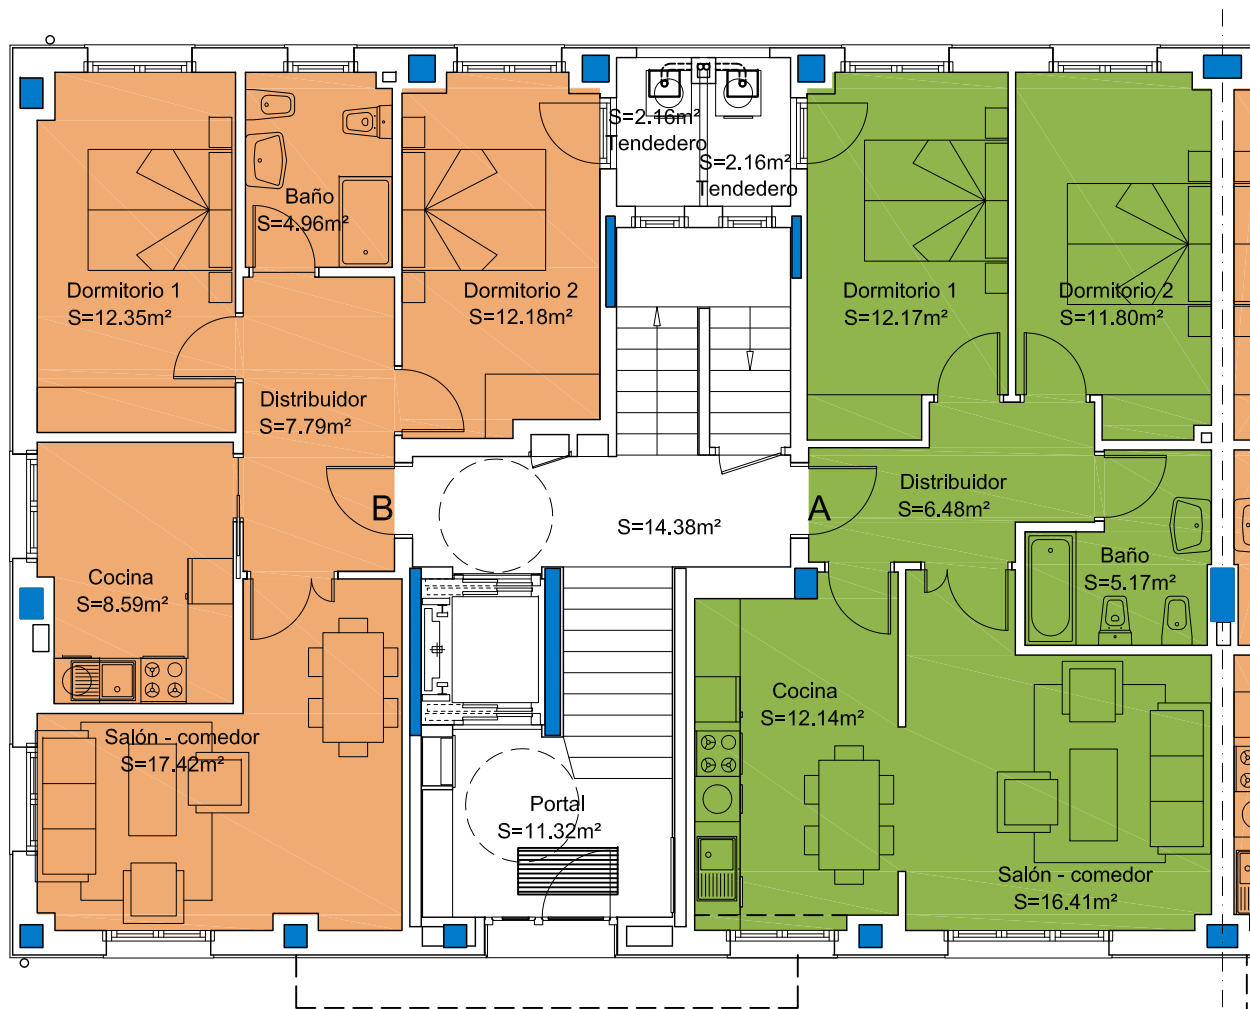 S=2.16m²
Tendedero
S=2.16m²
Tendedero
Baño
S=4.96m²
Dormitorio 1
S=12.35m²
Dormitorio 2
S=12.18m²
Dormitorio 1
S=12.17m²
Dormitorio 2
S=11.80m²
Distribuidor
S=7.79m²
B
S=14.38m²
A
Distribuidor
S=6.48m²
Baño
S=5.17m²
Cocina
S=8.59m²
Cocina
S=12.14m²
Salón - comedor
S=17.42m²
Portal
S=11.32m²
Salón - comedor
S=16.41m²